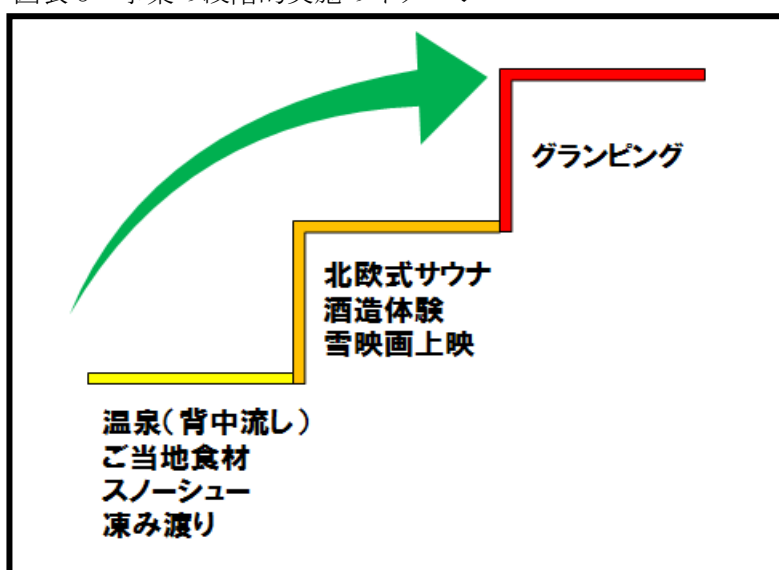 グランピング
北欧式サウナ
酒造体験
雪映画上映
温泉(背中流し)
ご当地食材
スノーシュー
凍み渡り